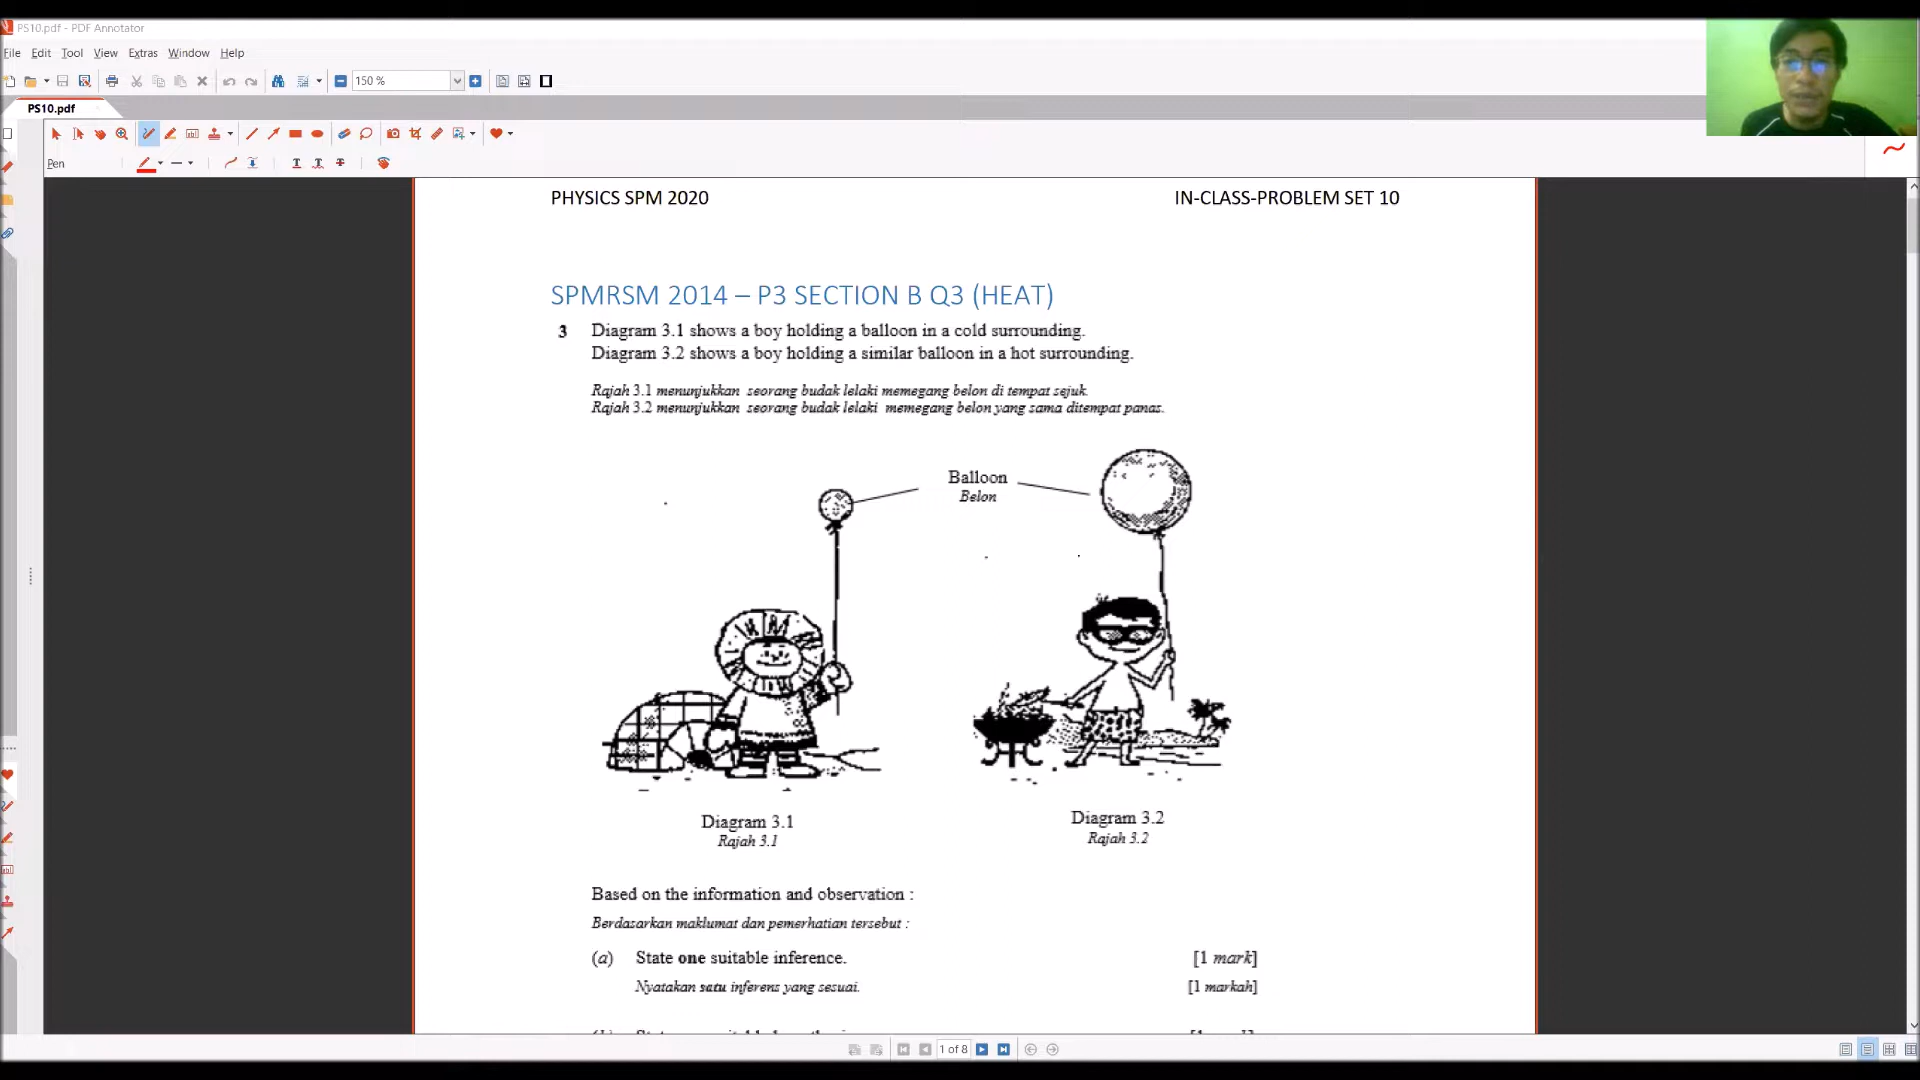 PS10.pdf - PDF Annotator
File Edit Tool View Extras Window Help
150 %
PS10.pdf
Pen
PHYSICS SPM 2020
IN-CLASS-PROBLEM SET 10
SPMRSM 2014 – P3 SECTION B Q3 (HEAT)
3 Diagram 3.1 shows a boy holding a balloon in a cold surrounding.
Diagram 3.2 shows a boy holding a similar balloon in a hot surrounding.
Rajah 3.1 menunjukkan seorang budak lelaki memegang belon di tempat sejuk.
Rajah 3.2 menunjukkan seorang budak lelaki memegang belon yang sama ditempat panas.
Balloon
Belon
Diagram 3.1
Rajah 3.1
Diagram 3.2
Rajah 3.2
Based on the information and observation :
Berdasarkan maklumat dan pemerhatian tersebut :
(a) State one suitable inference. [1 mark]
Nyatakan satu inferens yang sesuai. [1 markah]
1 of 8